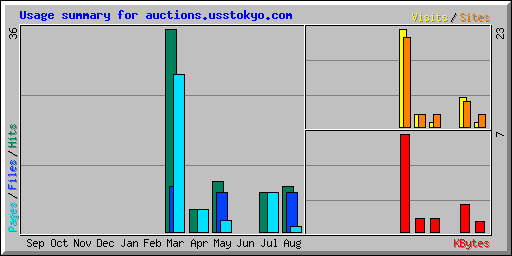 Usage summary for auctions.usstokyo.com
Visits / Sites
36
23
7
Pages / Files / Hits
Sep Oct Nov Dec Jan Feb Mar Apr May Jun Jul Aug
KBytes